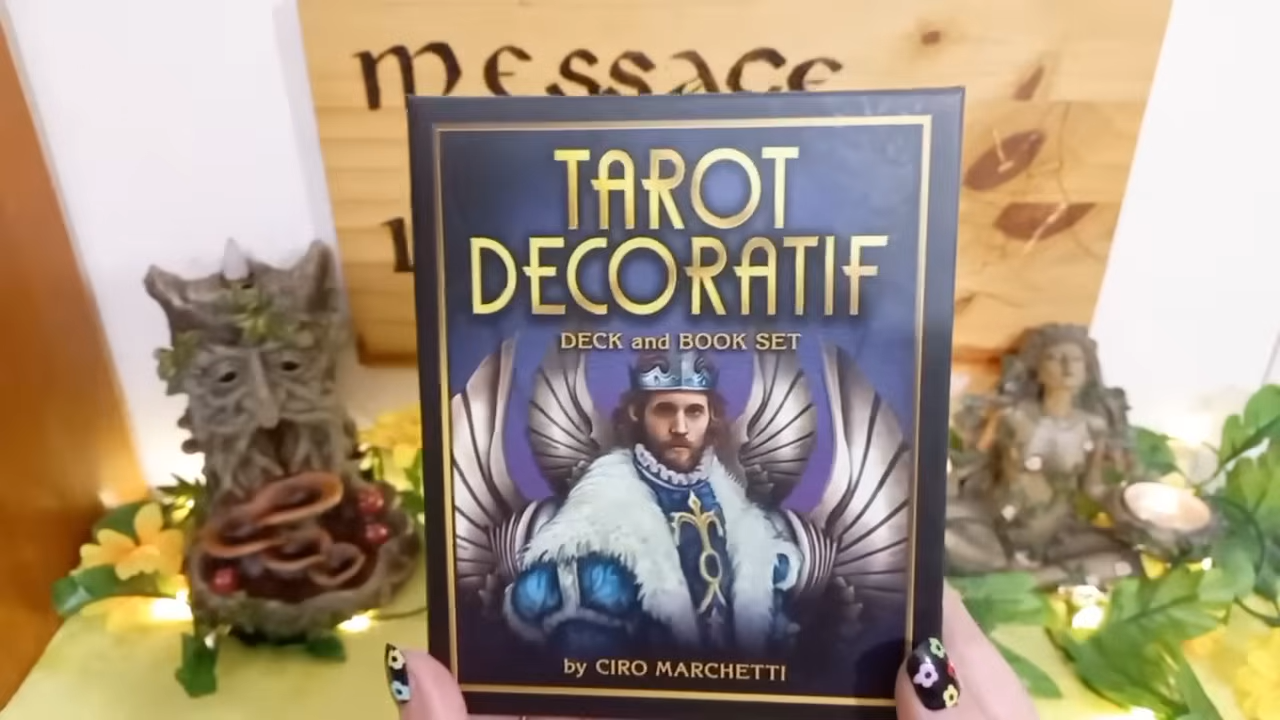 MESSAGE
TAROT
DECORATIF
DECK and BOOK SET
by CIRO MARCHETTI